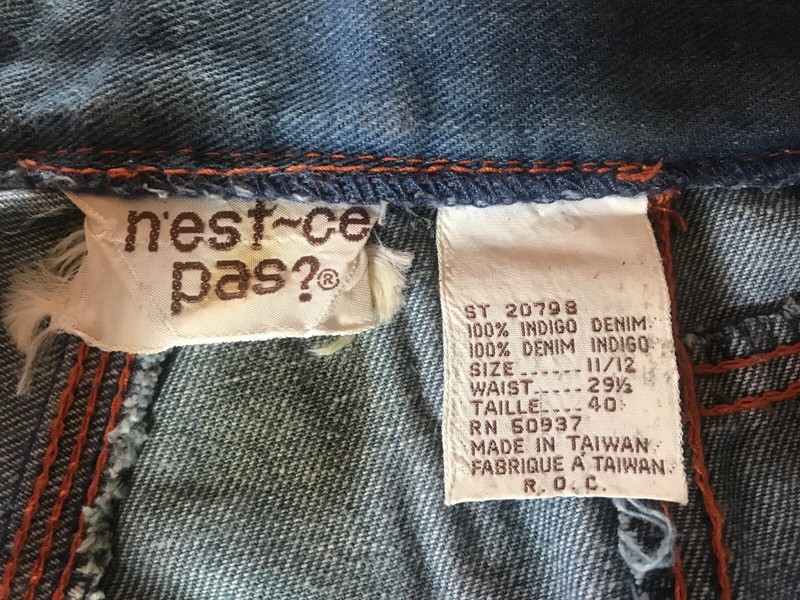 n'est~ce
pas?®
ST 20798
100% INDIGO DENIM
100% DENIM INDIGO
SIZE......11/12
WAIST.....29½
TAILLE....40
RN 50937
MADE IN TAIWAN
FABRIQUE A' TAIWAN
R.O.C.